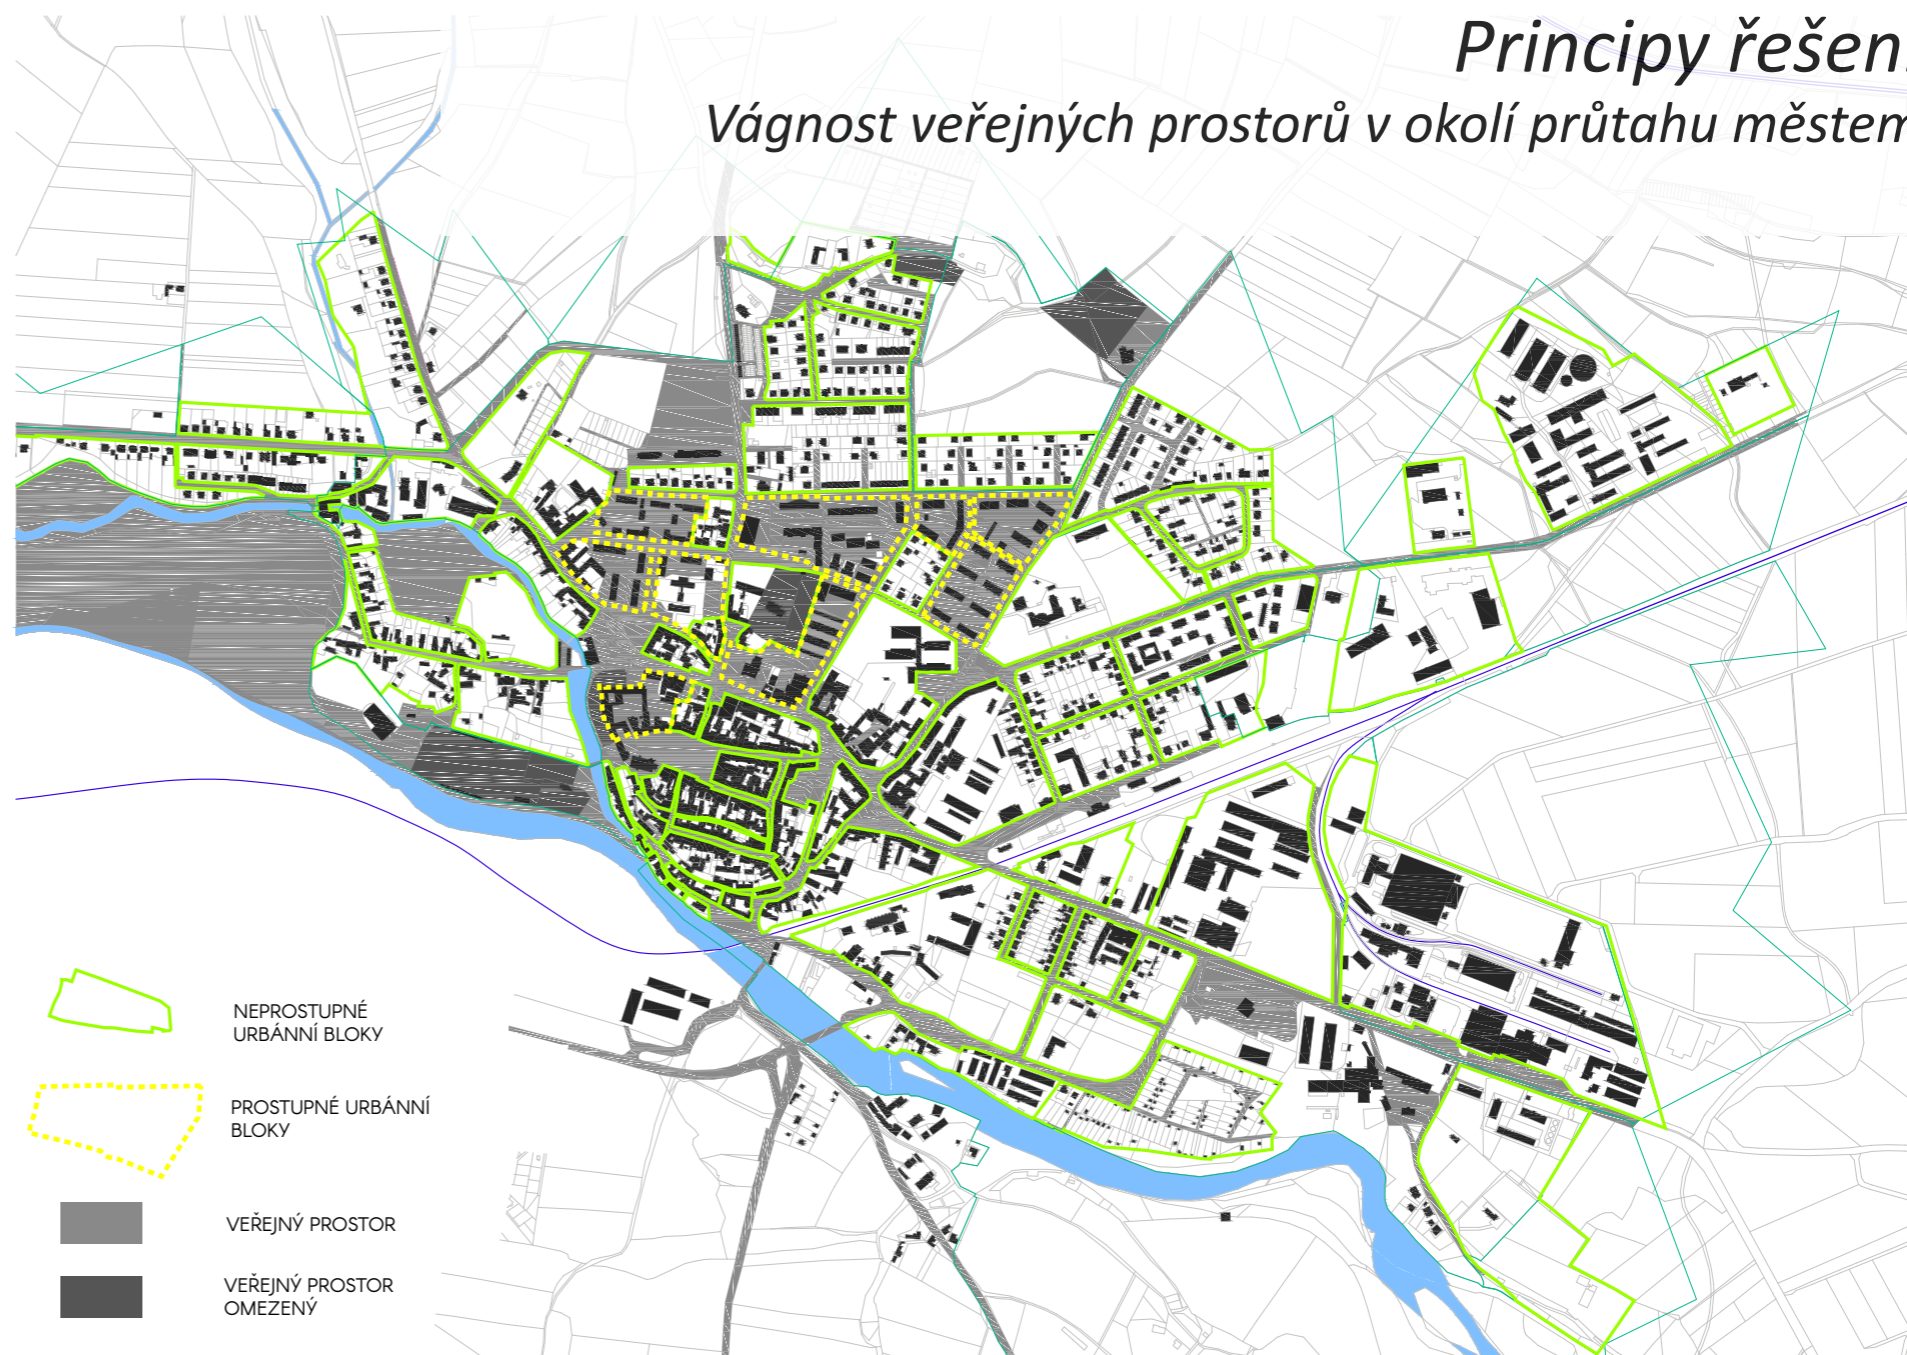 Principy řešen
Vágnost veřejných prostorů v okolí průtahu městem
NEPROSTUPNÉ
URBÁNNÍ BLOKY
PROSTUPNÉ URBÁNNÍ
BLOKY
VEŘEJNÝ PROSTOR
VEŘEJNÝ PROSTOR
OMEZENÝ